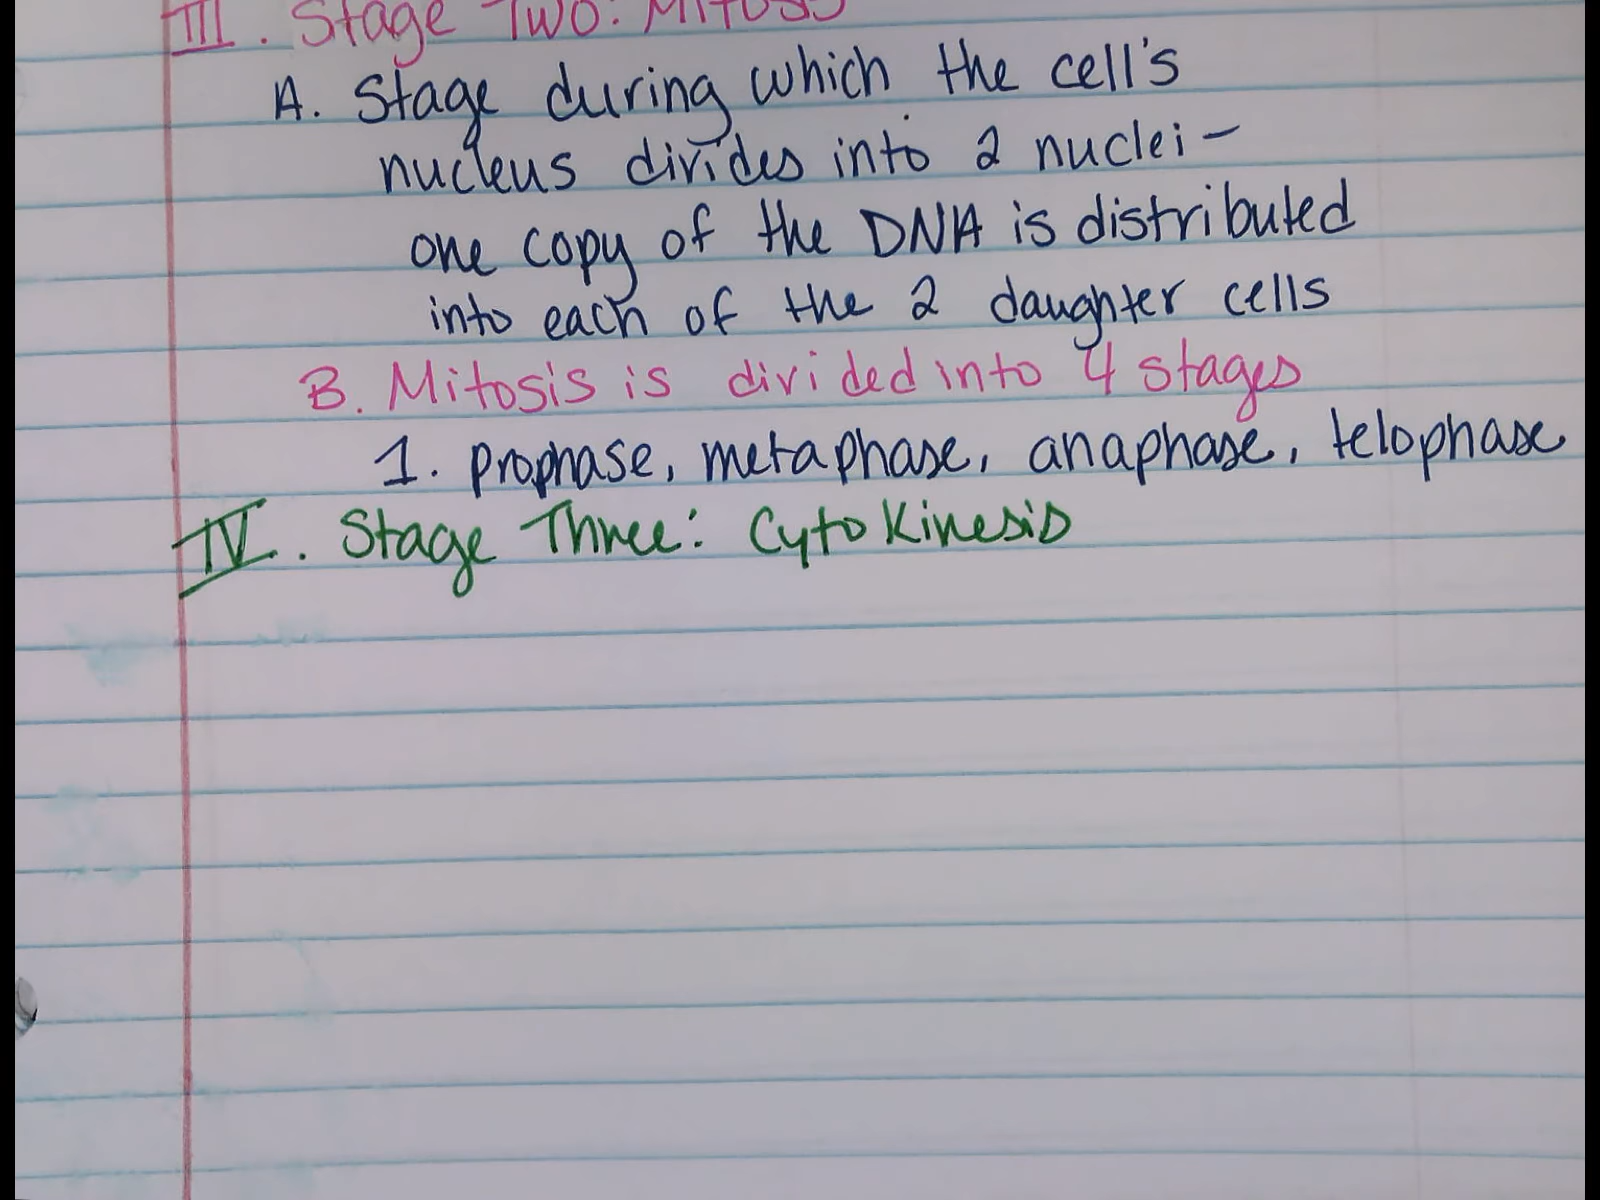 III. Stage Two: Mitosis
A. Stage during which the cell's
nucleus divides into 2 nuclei -
one copy of the DNA is distributed
into each of the 2 daughter cells
B. Mitosis is divided into 4 stages
1. prophase, metaphase, anaphase, telophase
IV. Stage Three: Cytokinesis